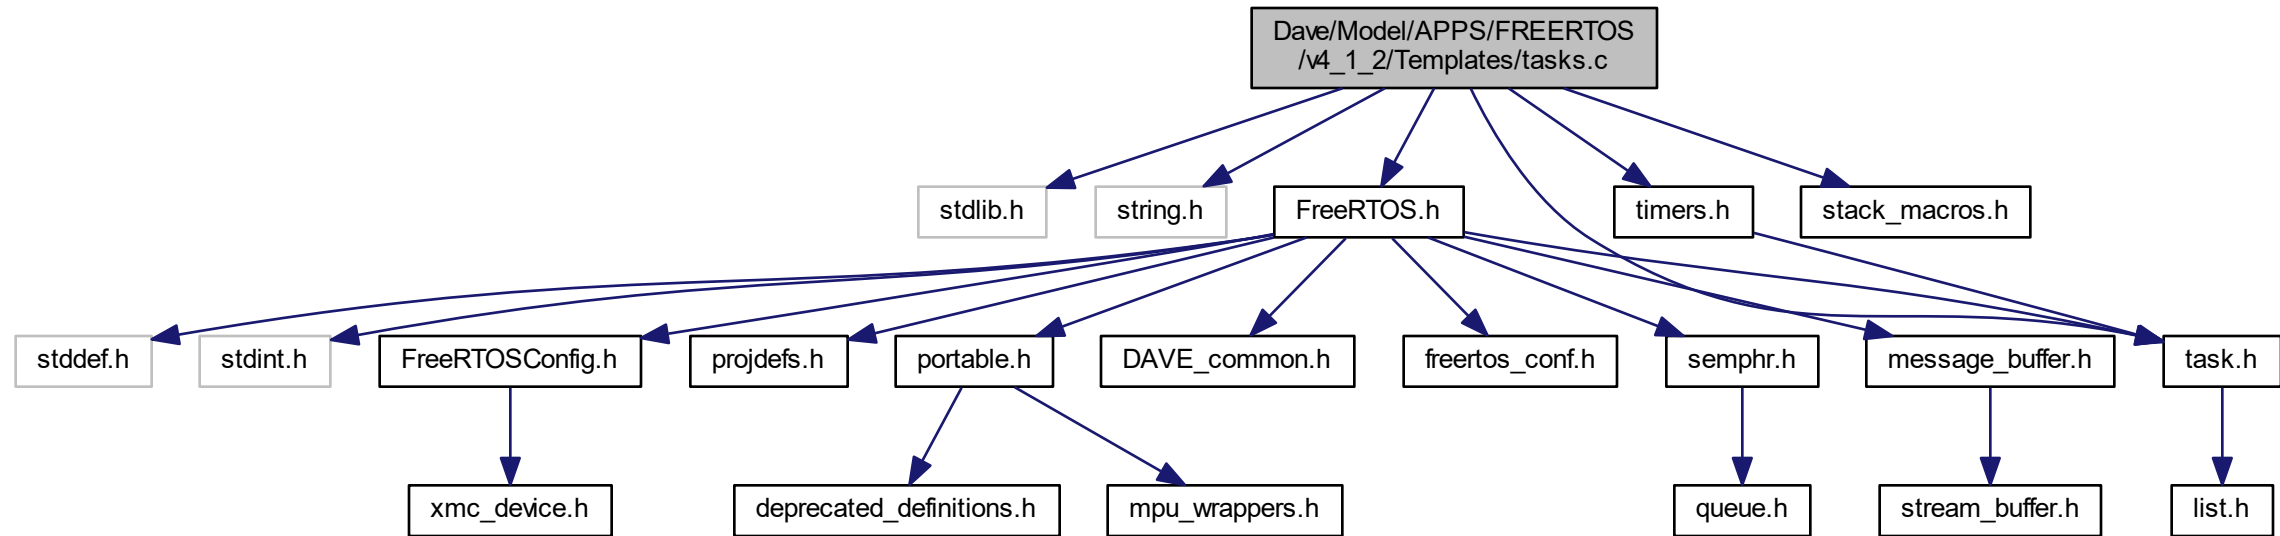 Dave/Model/APPS/FREERTOS
/v4_1_2/Templates/tasks.c
stdlib.h
string.h
FreeRTOS.h
timers.h
stack_macros.h
stddef.h
stdint.h
FreeRTOSConfig.h
projdefs.h
portable.h
DAVE_common.h
freertos_conf.h
semphr.h
message_buffer.h
task.h
xmc_device.h
deprecated_definitions.h
mpu_wrappers.h
queue.h
stream_buffer.h
list.h